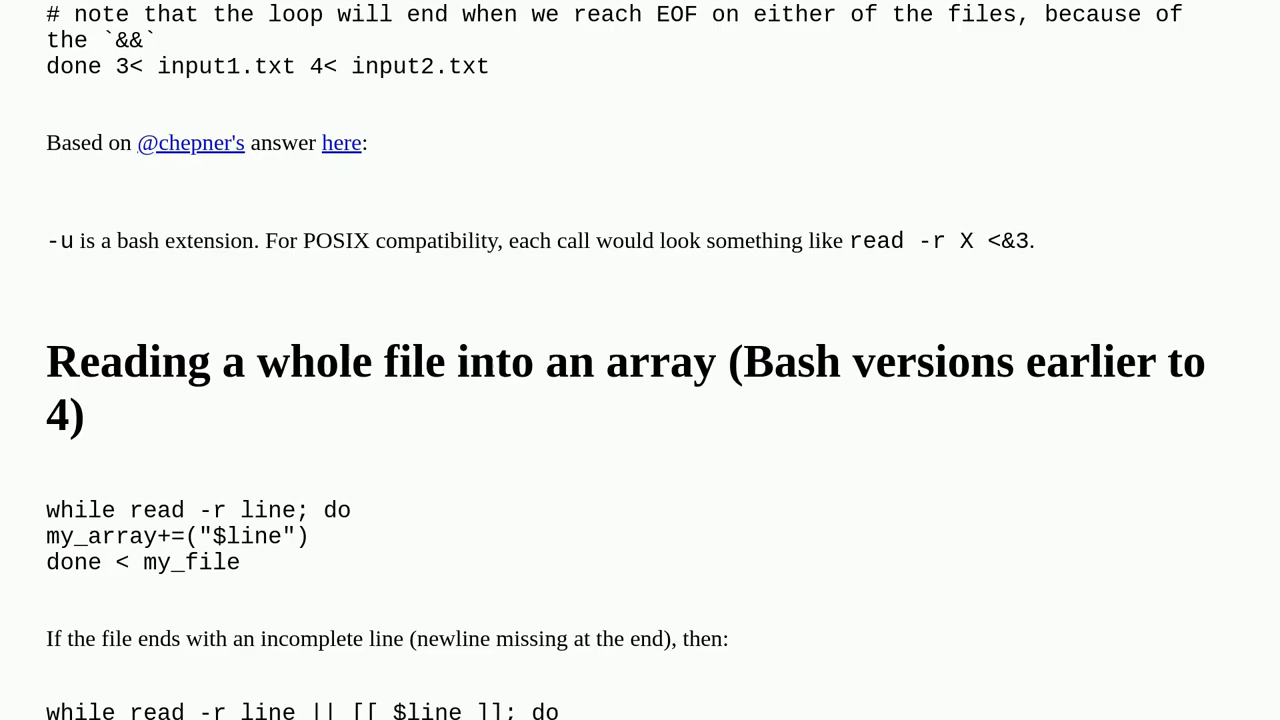 # note that the loop will end when we reach EOF on either of the files, because of
the `&&`
done 3< input1.txt 4< input2.txt
Based on @chepner's answer here:
-u is a bash extension. For POSIX compatibility, each call would look something like read -r X <&3.
Reading a whole file into an array (Bash versions earlier to
4)
while read -r line; do
my_array+=("$line")
done < my_file
If the file ends with an incomplete line (newline missing at the end), then:
while read -r line || [[ $line ]]; do